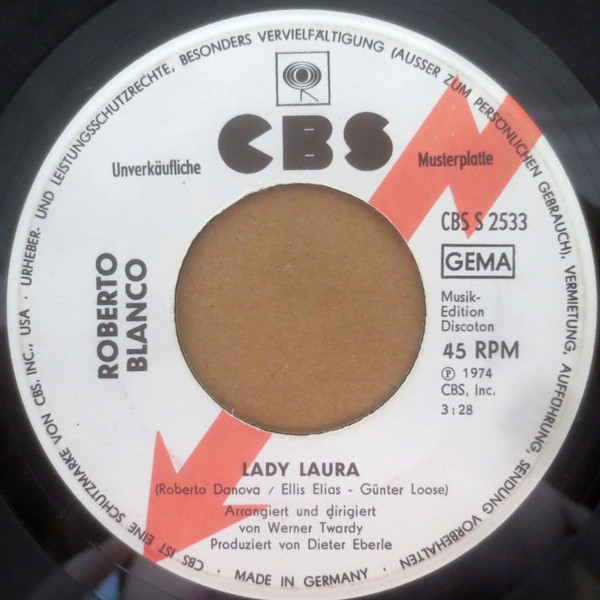 URHEBER- UND LEISTUNGSSCHUTZRECHTE, BESONDERS VERVIELFÄLTIGUNG (AUSSER ZUM PERSÖNLICHEN GEBRAUCH), VERMIETUNG, AUFFÜHRUNG, SENDUNG VORBEHALTEN
CBS
Unverkäufliche Musterplatte
CBS S 2533
GEMA
Musik-
Edition
Discoton
45 RPM
℗ 1974
CBS, Inc.
3:28
ROBERTO
BLANCO
LADY LAURA
(Roberto Danova / Ellis Elias - Günter Loose)
Arrangiert und dirigiert
von Werner Twardy
Produziert von Dieter Eberle
· MADE IN GERMANY ·
CBS IST EINE SCHUTZMARKE VON CBS, INC., USA ·